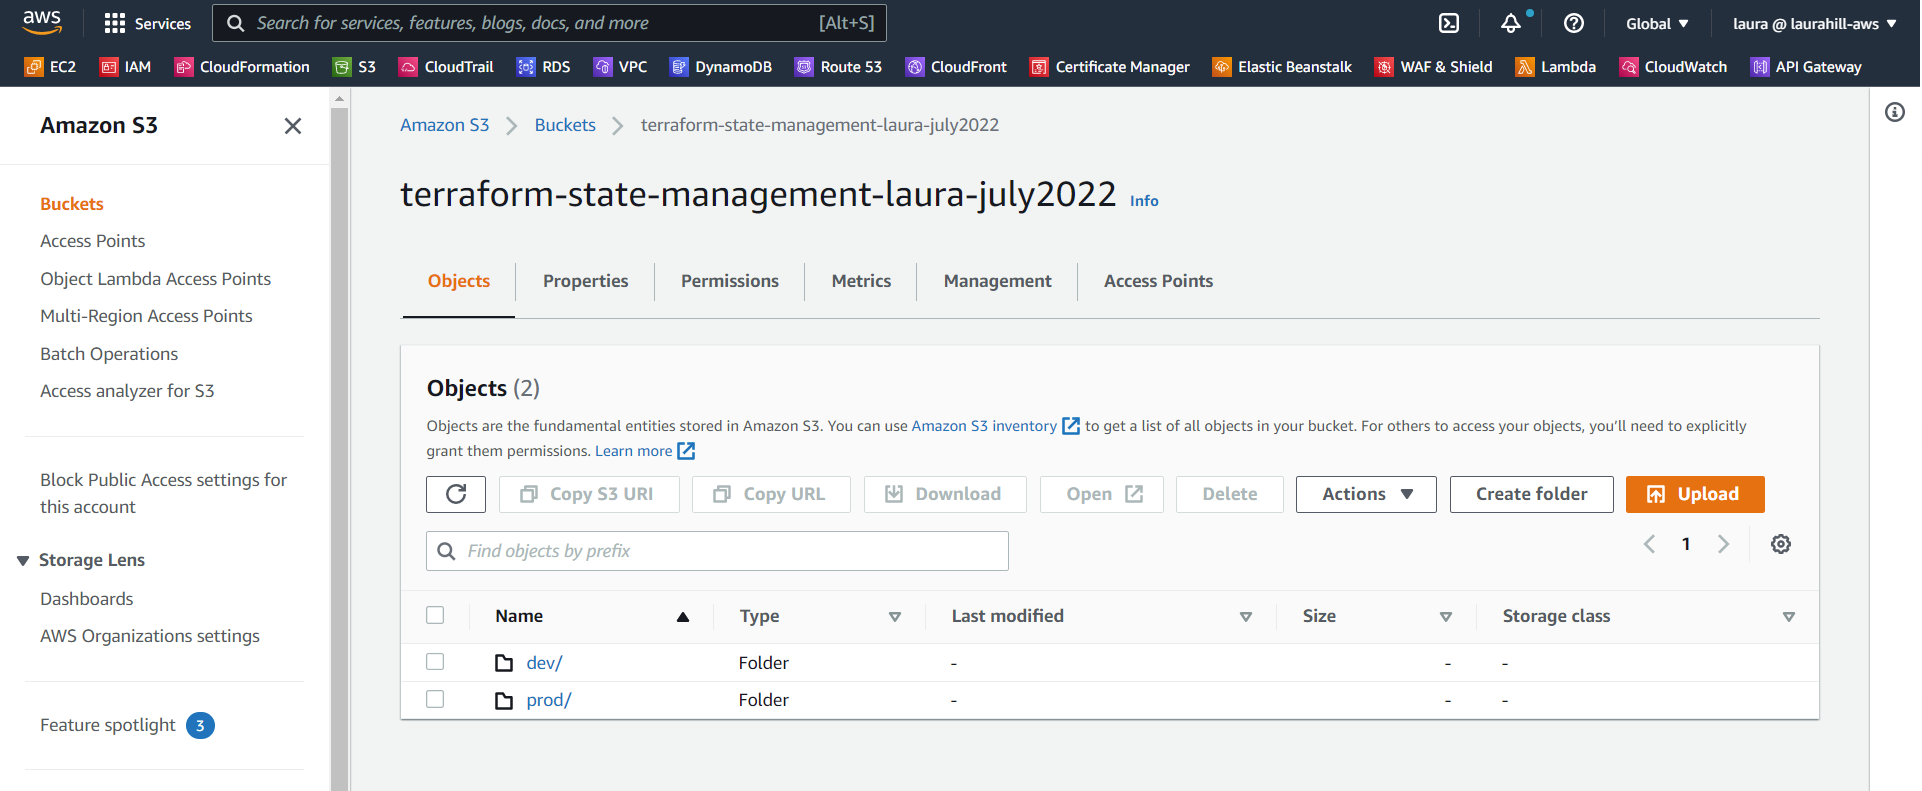 aws Services Search for services, features, blogs, docs, and more [Alt+S] Global laura @ laurahill-aws
EC2 IAM CloudFormation S3 CloudTrail RDS VPC DynamoDB Route 53 CloudFront Certificate Manager Elastic Beanstalk WAF & Shield Lambda CloudWatch API Gateway
Amazon S3
Buckets
Access Points
Object Lambda Access Points
Multi-Region Access Points
Batch Operations
Access analyzer for S3
Block Public Access settings for
this account
Storage Lens
Dashboards
AWS Organizations settings
Feature spotlight 3
Amazon S3 Buckets terraform-state-management-laura-july2022
terraform-state-management-laura-july2022 Info
Objects Properties Permissions Metrics Management Access Points
Objects (2)
Objects are the fundamental entities stored in Amazon S3. You can use Amazon S3 inventory to get a list of all objects in your bucket. For others to access your objects, you'll need to explicitly
grant them permissions. Learn more
Copy S3 URI Copy URL Download Open Delete Actions Create folder Upload
Find objects by prefix 1
Name Type Last modified Size Storage class
dev/ Folder - - -
prod/ Folder - - -